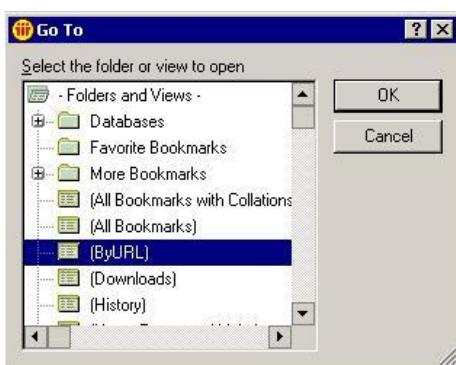 Go To
Select the folder or view to open
- Folders and Views -
Databases
Favorite Bookmarks
More Bookmarks
(All Bookmarks with Collations
(All Bookmarks)
(ByURL)
(Downloads)
(History)
OK
Cancel